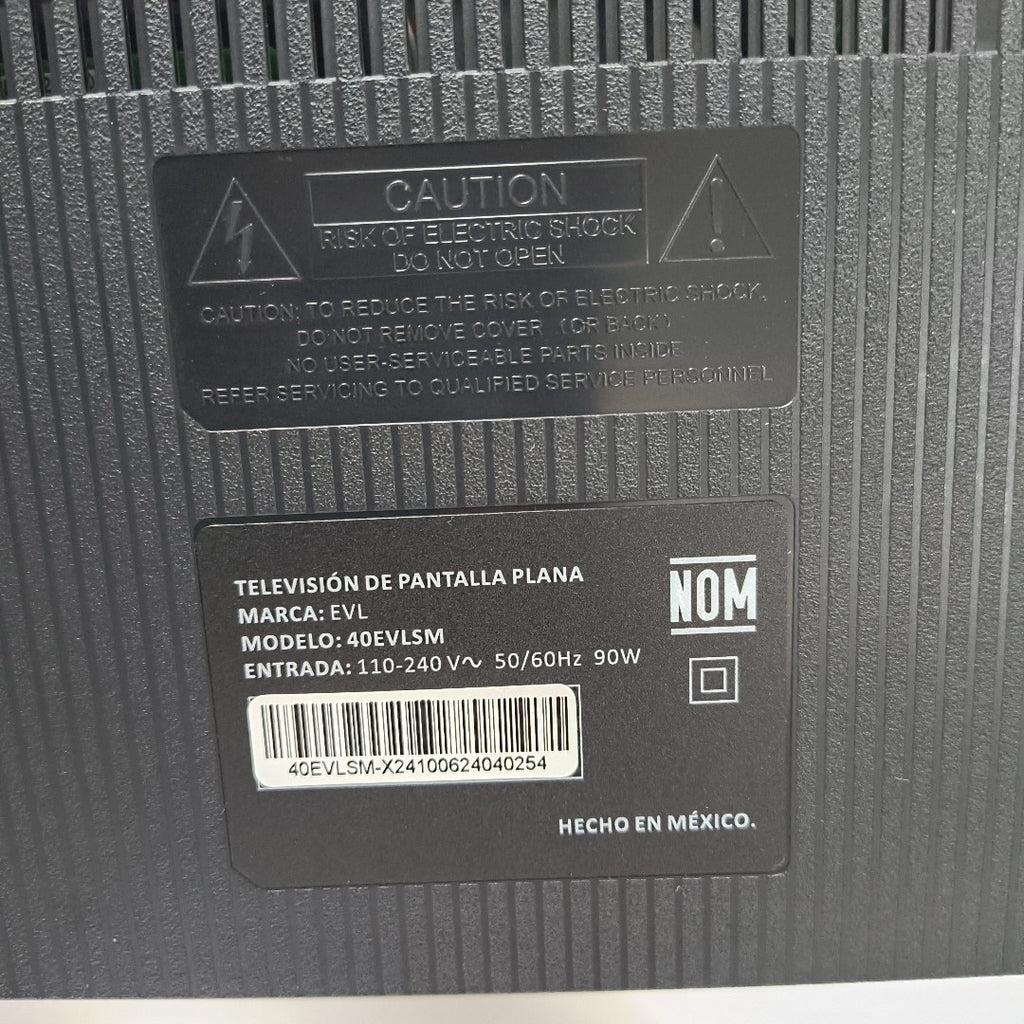 CAUTION
RISK OF ELECTRIC SHOCK
DO NOT OPEN
CAUTION: TO REDUCE THE RISK OF ELECTRIC SHOCK,
DO NOT REMOVE COVER (OR BACK)
NO USER-SERVICEABLE PARTS INSIDE
REFER SERVICING TO QUALIFIED SERVICE PERSONNEL
TELEVISIÓN DE PANTALLA PLANA
MARCA: EVL
MODELO: 40EVLSM
ENTRADA: 110-240 V~ 50/60Hz 90W
NOM
40EVLSM-X24100624040254
HECHO EN MÉXICO.